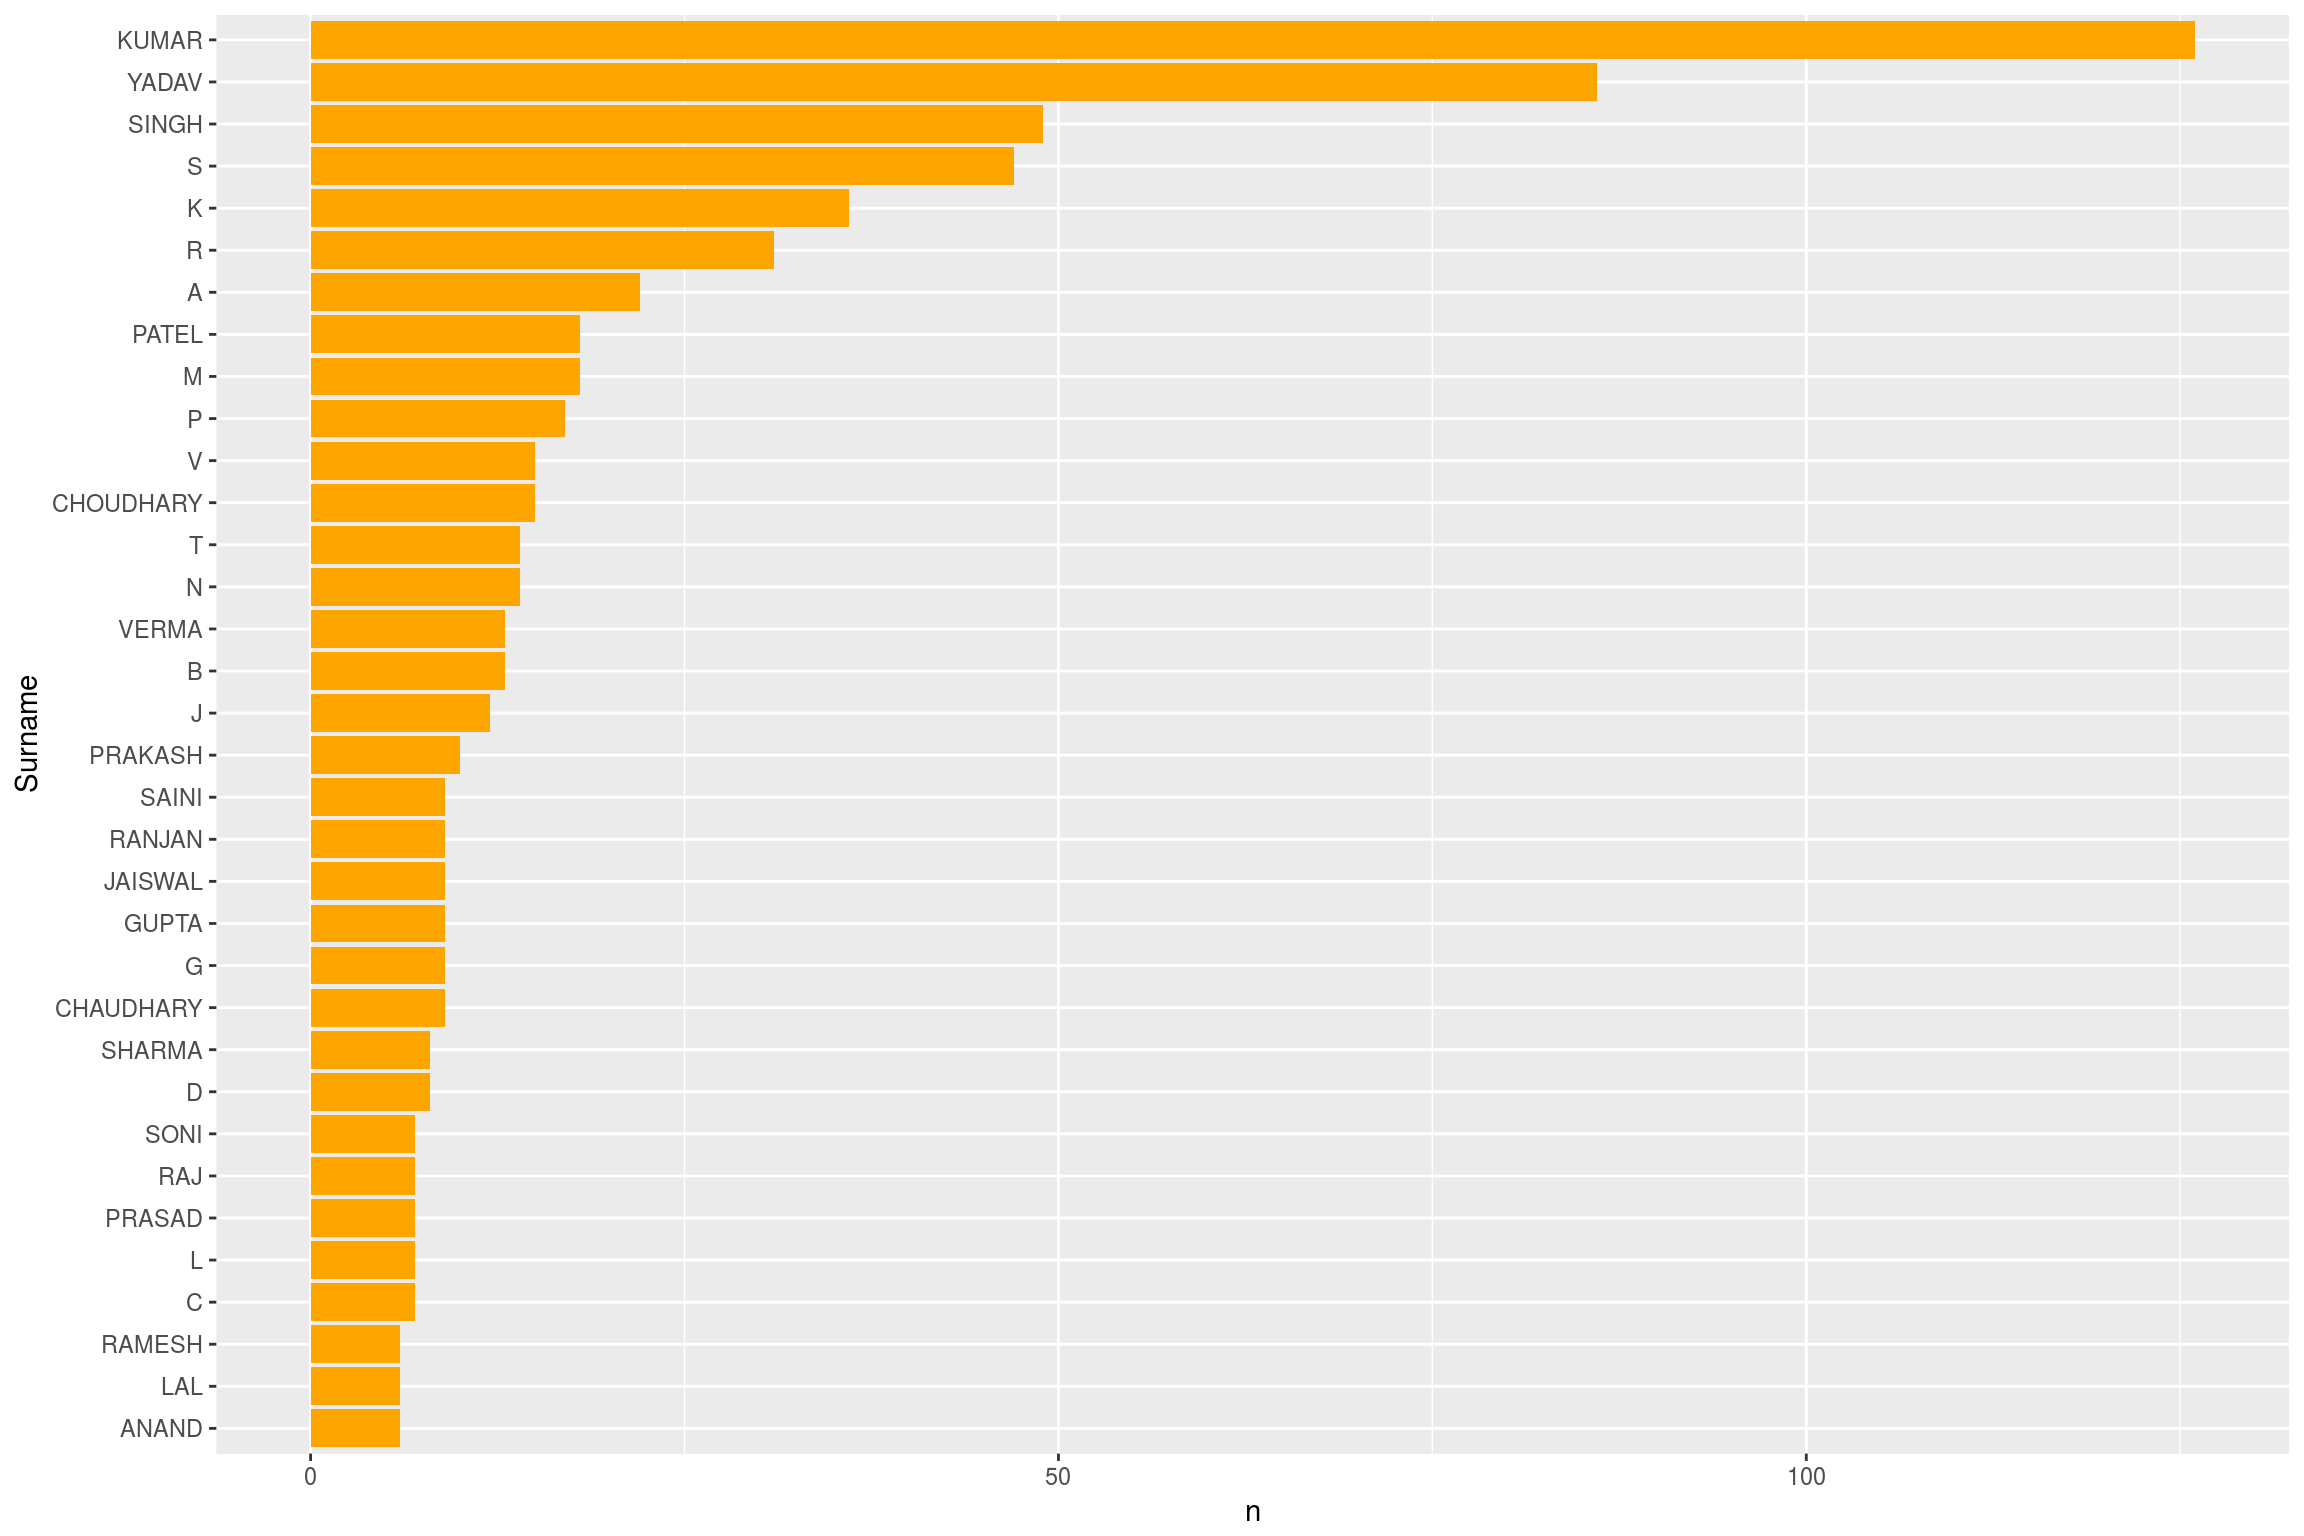 KUMAR
YADAV
SINGH
S
K
R
A
PATEL
M
P
V
CHOUDHARY
T
N
VERMA
B
J
PRAKASH
SAINI
RANJAN
JAISWAL
GUPTA
G
CHAUDHARY
SHARMA
D
SONI
RAJ
PRASAD
L
C
RAMESH
LAL
ANAND
Surname
0 50 100
n